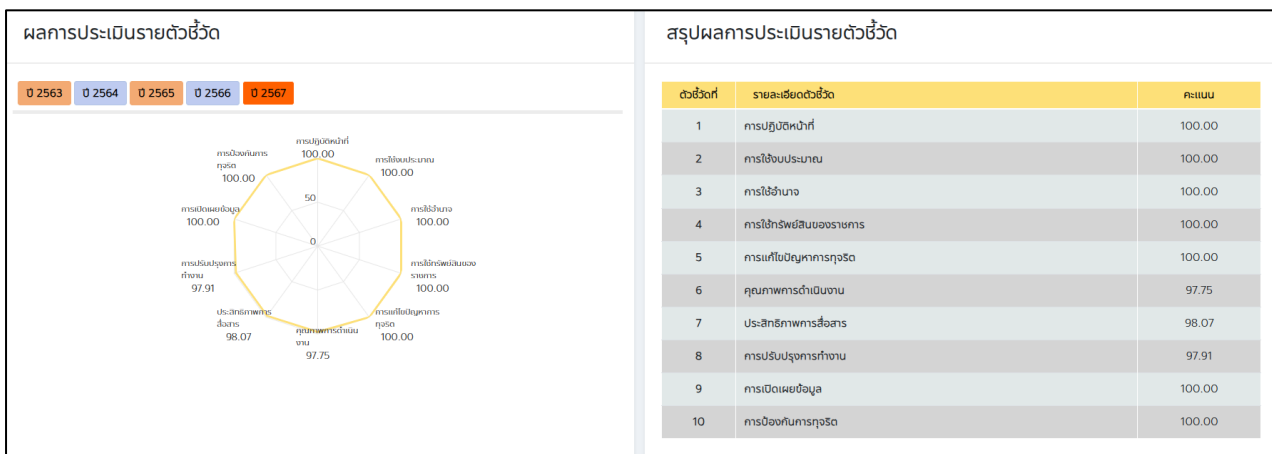 ผลการประเมินรายตัวชี้วัด
ปี 2563 ปี 2564 ปี 2565 ปี 2566 ปี 2567
การปฏิบัติหน้าที่
100.00
การใช้งบประมาณ
100.00
การใช้อำนาจ
100.00
การใช้ทรัพย์สินของ
ราชการ
100.00
การแก้ไขปัญหาการ
ทุจริต
100.00
คุณภาพการดำเนิน
งาน
97.75
ประสิทธิภาพการ
สื่อสาร
98.07
การปรับปรุงการ
ทำงาน
97.91
การเปิดเผยข้อมูล
100.00
การป้องกันการ
ทุจริต
100.00
50
0
สรุปผลการประเมินรายตัวชี้วัด
ตัวชี้วัดที่ รายละเอียดตัวชี้วัด คะแนน
1 การปฏิบัติหน้าที่ 100.00
2 การใช้งบประมาณ 100.00
3 การใช้อำนาจ 100.00
4 การใช้ทรัพย์สินของราชการ 100.00
5 การแก้ไขปัญหาการทุจริต 100.00
6 คุณภาพการดำเนินงาน 97.75
7 ประสิทธิภาพการสื่อสาร 98.07
8 การปรับปรุงการทำงาน 97.91
9 การเปิดเผยข้อมูล 100.00
10 การป้องกันการทุจริต 100.00